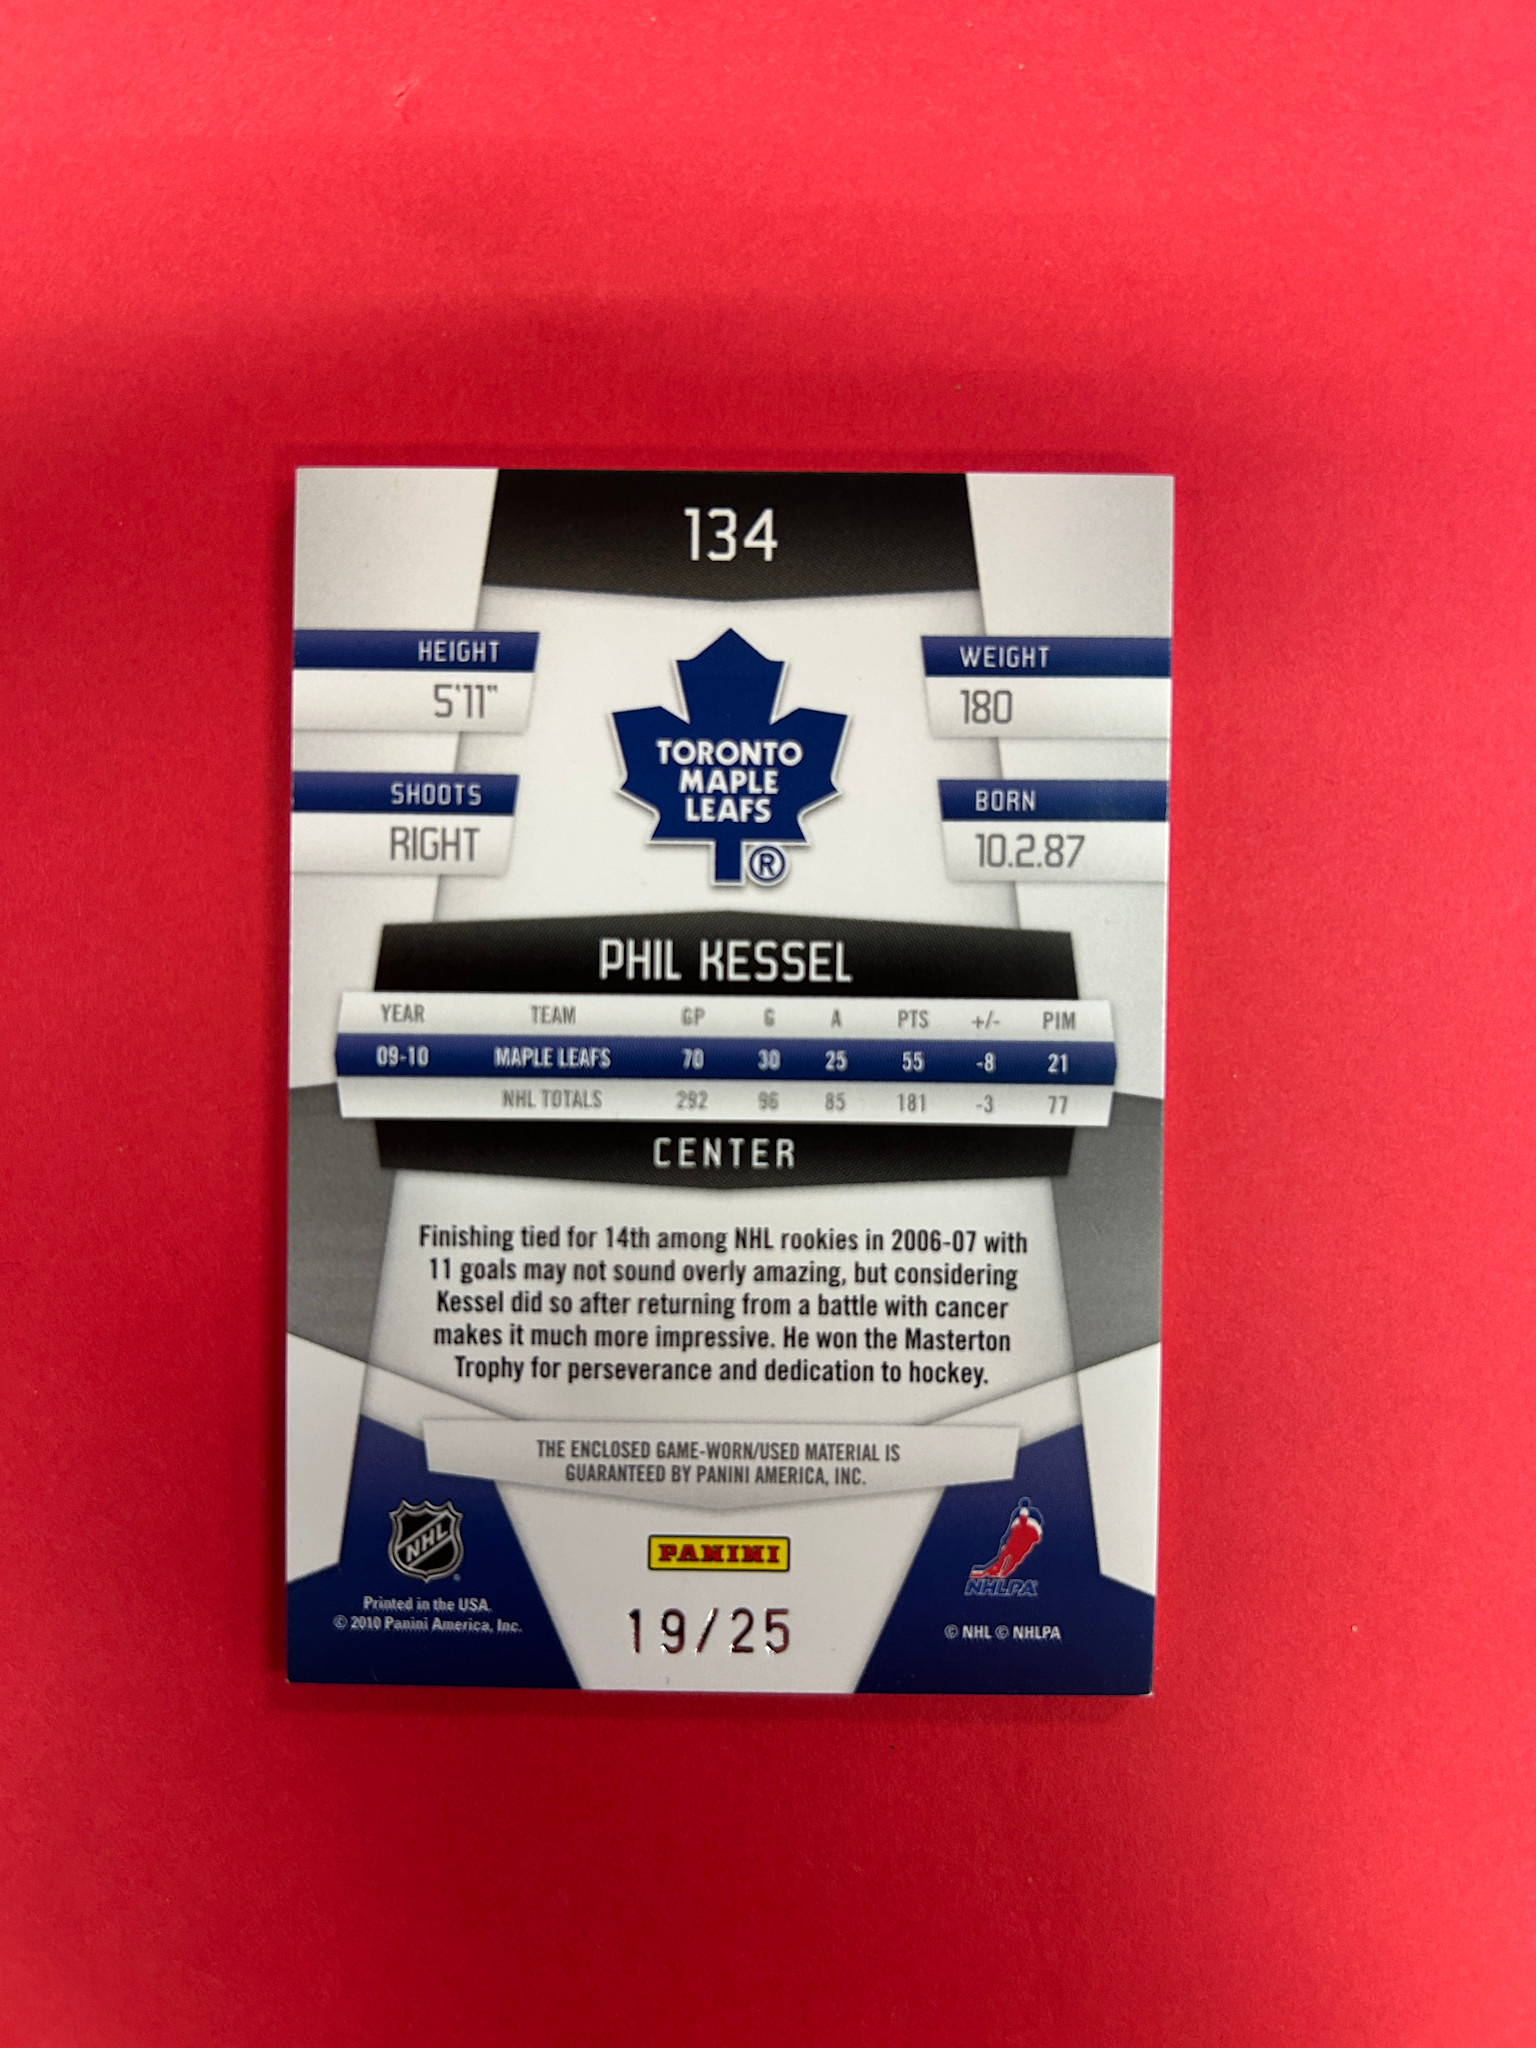 134
HEIGHT
5'11"
WEIGHT
180
TORONTO
MAPLE
LEAFS
®
SHOOTS
RIGHT
BORN
10.2.87
PHIL KESSEL
YEAR TEAM GP G A PTS +/- PIM
09-10 MAPLE LEAFS 70 30 25 55 -8 21
NHL TOTALS 292 96 85 181 -3 77
CENTER
Finishing tied for 14th among NHL rookies in 2006-07 with
11 goals may not sound overly amazing, but considering
Kessel did so after returning from a battle with cancer
makes it much more impressive. He won the Masterton
Trophy for perseverance and dedication to hockey.
THE ENCLOSED GAME-WORN/USED MATERIAL IS
GUARANTEED BY PANINI AMERICA, INC.
NHL
Printed in the USA.
© 2010 Panini America, Inc.
PANINI
19/25
NHLPA
© NHL © NHLPA